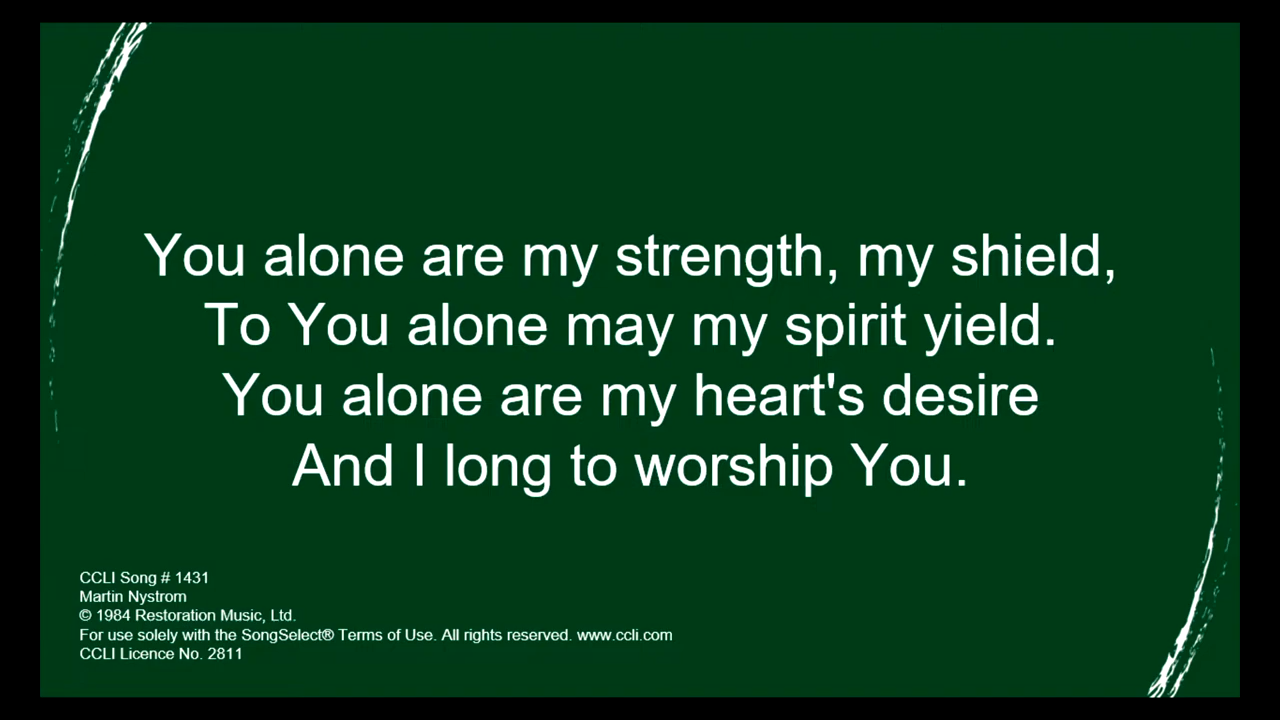 You alone are my strength, my shield,
To You alone may my spirit yield.
You alone are my heart's desire
And I long to worship You.
CCLI Song # 1431
Martin Nystrom
© 1984 Restoration Music, Ltd.
For use solely with the SongSelect® Terms of Use. All rights reserved. www.ccli.com
CCLI Licence No. 2811